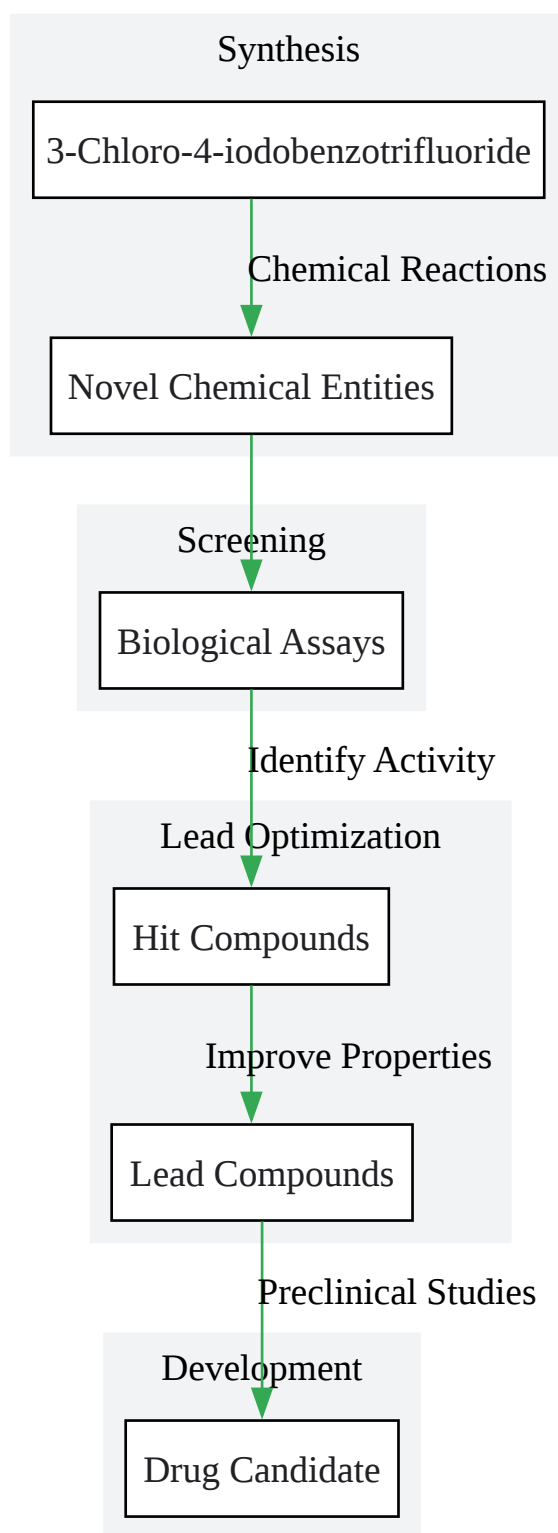 Synthesis
3-Chloro-4-iodobenzotrifluoride
Chemical Reactions
Novel Chemical Entities
Screening
Biological Assays
Identify Activity
Lead Optimization
Hit Compounds
Improve Properties
Lead Compounds
Preclinical Studies
Development
Drug Candidate